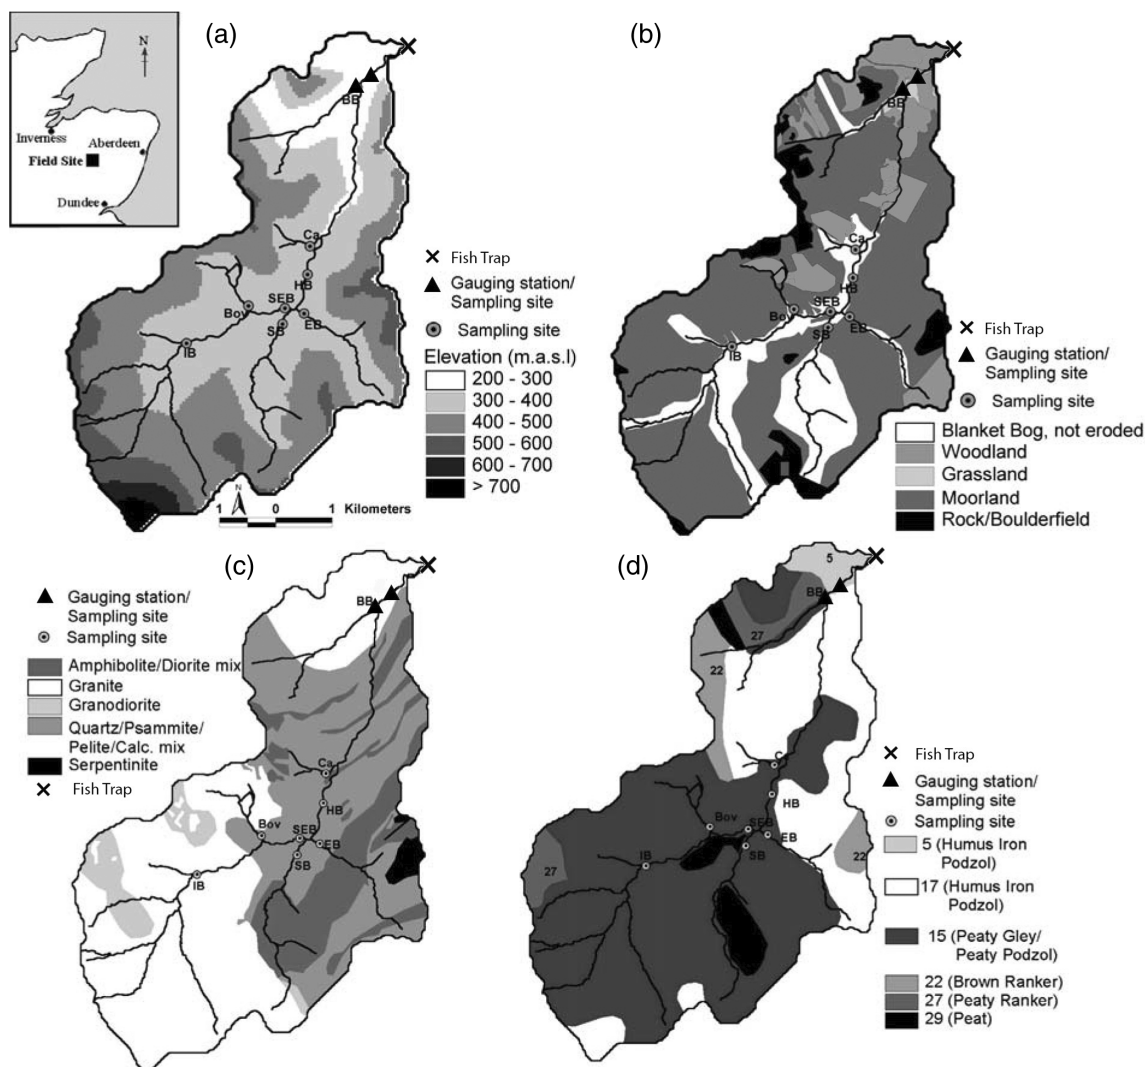 (a)
N
Inverness
Aberdeen
Field Site
Dundee
BB
Ca
HB
SEB
Bov
EB
SB
IB
Fish Trap
Gauging station/
Sampling site
Sampling site
Elevation (m.a.s.l)
200 - 300
300 - 400
400 - 500
500 - 600
600 - 700
> 700
N
1 0 1 Kilometers
(b)
BB
Ca
HB
SEB
Bov
EB
SB
IB
Fish Trap
Gauging station/
Sampling site
Sampling site
Blanket Bog, not eroded
Woodland
Grassland
Moorland
Rock/Boulderfield
(c)
Gauging station/
Sampling site
Sampling site
Amphibolite/Diorite mix
Granite
Granodiorite
Quartz/Psammite/
Pelite/Calc. mix
Serpentinite
Fish Trap
BB
Ca
HB
Bov
SEB
EB
SB
IB
(d)
5
BB
27
22
C
HB
Bov
SEB
EB
SB
IB
22
27
Fish Trap
Gauging station/
Sampling site
Sampling site
5 (Humus Iron
Podzol)
17 (Humus Iron
Podzol)
15 (Peaty Gley/
Peaty Podzol)
22 (Brown Ranker)
27 (Peaty Ranker)
29 (Peat)